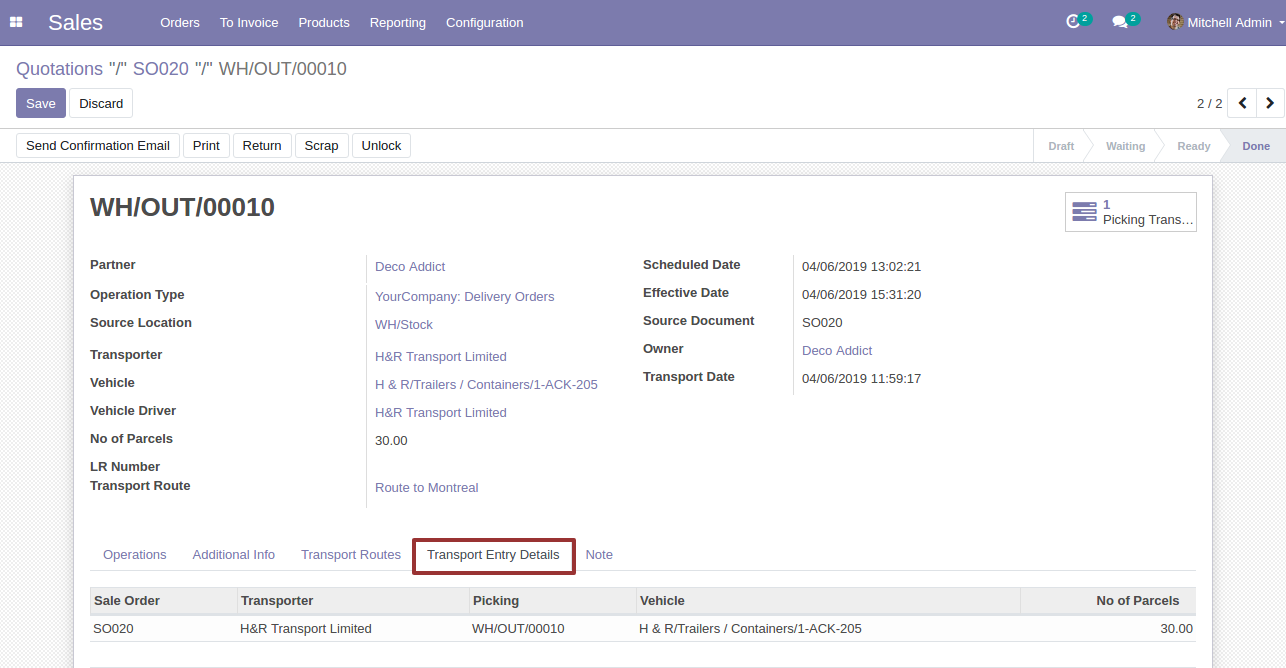 Sales Orders To Invoice Products Reporting Configuration 2 2 Mitchell Admin
Quotations "/" SO020 "/" WH/OUT/00010
Save Discard 2 / 2
Send Confirmation Email Print Return Scrap Unlock Draft Waiting Ready Done
WH/OUT/00010
1
Picking Trans...
Partner Deco Addict
Operation Type YourCompany: Delivery Orders
Source Location WH/Stock
Transporter H&R Transport Limited
Vehicle H & R/Trailers / Containers/1-ACK-205
Vehicle Driver H&R Transport Limited
No of Parcels 30.00
LR Number
Transport Route Route to Montreal
Scheduled Date 04/06/2019 13:02:21
Effective Date 04/06/2019 15:31:20
Source Document SO020
Owner Deco Addict
Transport Date 04/06/2019 11:59:17
Operations Additional Info Transport Routes Transport Entry Details Note
Sale Order Transporter Picking Vehicle No of Parcels
SO020 H&R Transport Limited WH/OUT/00010 H & R/Trailers / Containers/1-ACK-205 30.00